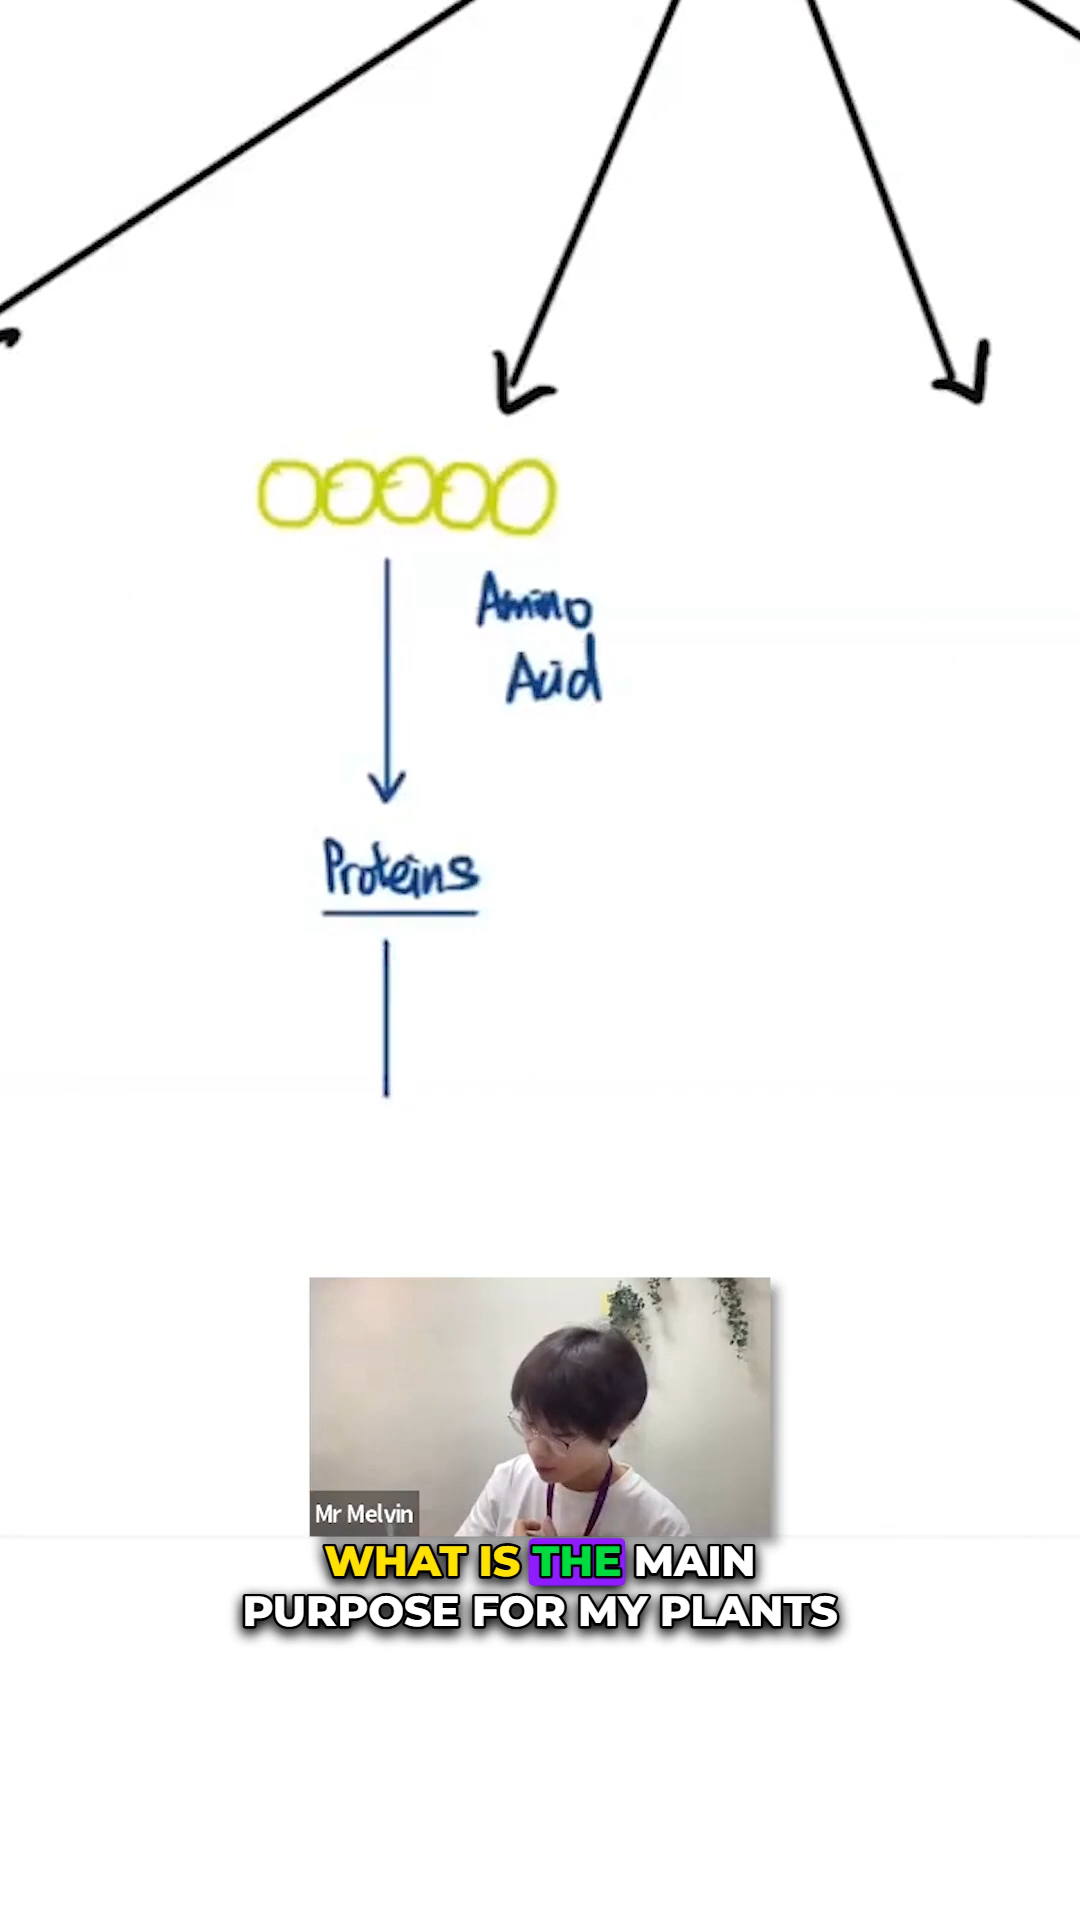 Amino
Acid
Proteins
Mr Melvin
WHAT IS THE MAIN
PURPOSE FOR MY PLANTS